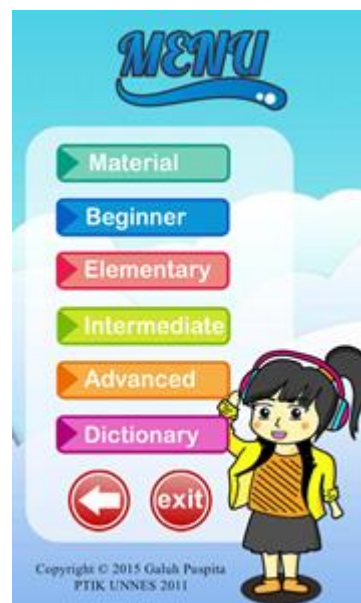 MENU
Material
Beginner
Elementary
Intermediate
Advanced
Dictionary
exit
Copyright © 2015 Galuh Puspita
PTIK UNNES 2011